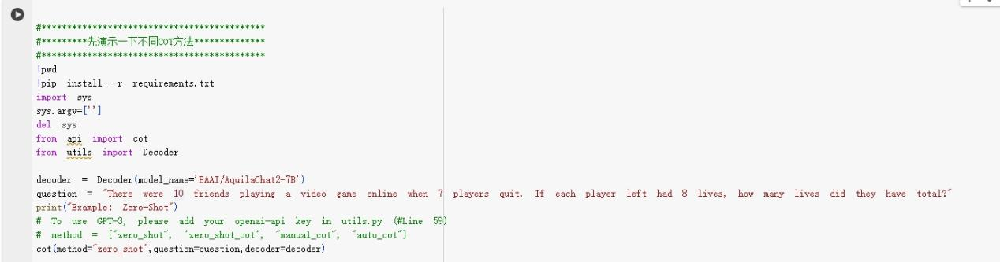 #********************************************
#*********先演示一下不同COT方法**************
#********************************************
!pwd
!pip install -r requirements.txt
import sys
sys.argv=['']
del sys
from api import cot
from utils import Decoder
decoder = Decoder(model_name='BAAI/AquilaChat2-7B')
question = "There were 10 friends playing a video game online when 7 players quit. If each player left had 8 lives, how many lives did they have total?"
print("Example: Zero-Shot")
# To use GPT-3, please add your openai-api key in utils.py (#Line 59)
# method = ["zero_shot", "zero_shot_cot", "manual_cot", "auto_cot"]
cot(method="zero_shot",question=question,decoder=decoder)